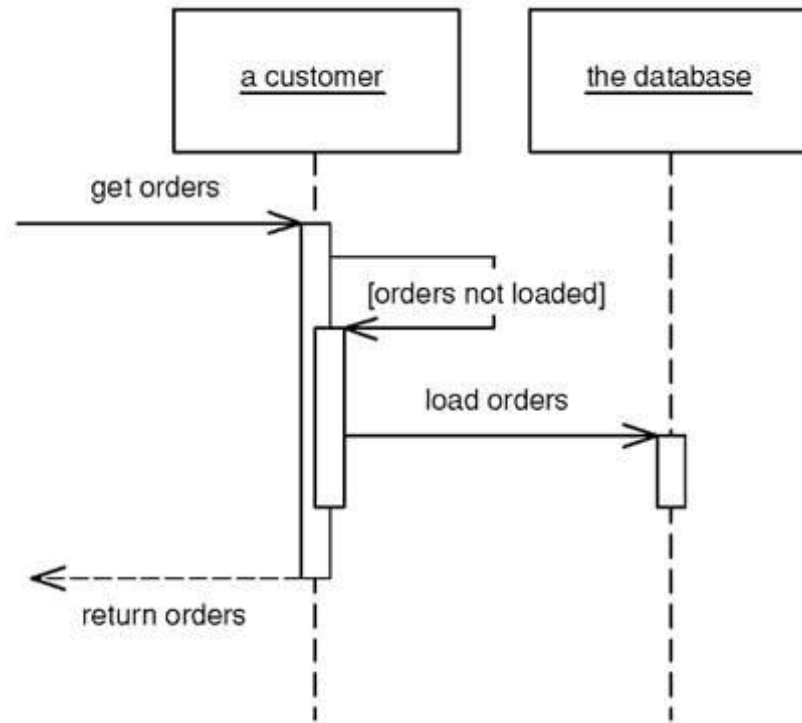 a customer
the database
get orders
[orders not loaded]
load orders
return orders